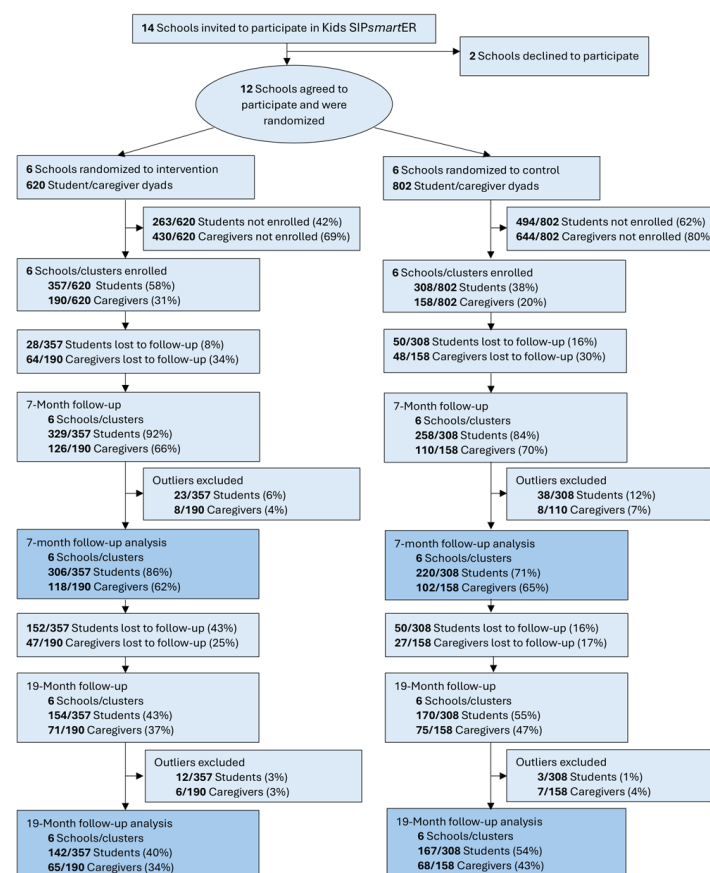 14 Schools invited to participate in Kids SIPsmartER
2 Schools declined to participate
12 Schools agreed to
participate and were
randomized
6 Schools randomized to intervention
620 Student/caregiver dyads
263/620 Students not enrolled (42%)
430/620 Caregivers not enrolled (69%)
6 Schools/clusters enrolled
357/620 Students (58%)
190/620 Caregivers (31%)
28/357 Students lost to follow-up (8%)
64/190 Caregivers lost to follow-up (34%)
7-Month follow-up
6 Schools/clusters
329/357 Students (92%)
126/190 Caregivers (66%)
Outliers excluded
23/357 Students (6%)
8/190 Caregivers (4%)
7-month follow-up analysis
6 Schools/clusters
306/357 Students (86%)
118/190 Caregivers (62%)
152/357 Students lost to follow-up (43%)
47/190 Caregivers lost to follow-up (25%)
19-Month follow-up
6 Schools/clusters
154/357 Students (43%)
71/190 Caregivers (37%)
Outliers excluded
12/357 Students (3%)
6/190 Caregivers (3%)
19-Month follow-up analysis
6 Schools/clusters
142/357 Students (40%)
65/190 Caregivers (34%)
6 Schools randomized to control
802 Student/caregiver dyads
494/802 Students not enrolled (62%)
644/802 Caregivers not enrolled (80%
6 Schools/clusters enrolled
308/802 Students (38%)
158/802 Caregivers (20%)
50/308 Students lost to follow-up (16%)
48/158 Caregivers lost to follow-up (30%)
7-Month follow-up
6 Schools/clusters
258/308 Students (84%)
110/158 Caregivers (70%)
Outliers excluded
38/308 Students (12%)
8/110 Caregivers (7%)
7-month follow-up analysis
6 Schools/clusters
220/308 Students (71%)
102/158 Caregivers (65%)
50/308 Students lost to follow-up (16%)
27/158 Caregivers lost to follow-up (17%)
19-Month follow-up
6 Schools/clusters
170/308 Students (55%)
75/158 Caregivers (47%)
Outliers excluded
3/308 Students (1%)
7/158 Caregivers (4%)
19-Month follow-up analysis
6 Schools/clusters
167/308 Students (54%)
68/158 Caregivers (43%)